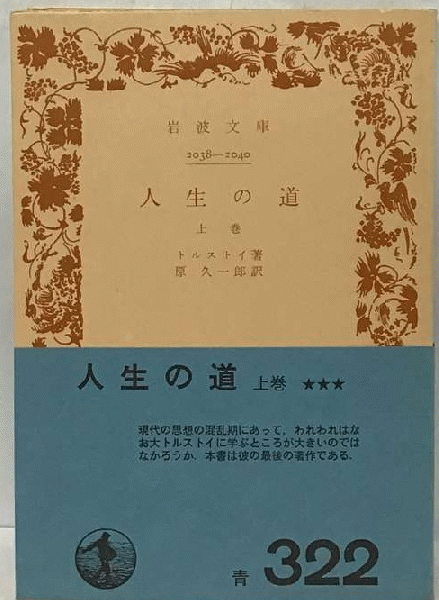 岩波文庫
2038—2040
人生の道
上巻
トルストイ著
原久一郎訳
人生の道 上巻 ★★★
現代の思想の混乱期にあって、われわれはな
お大トルストイに学ぶところが大きいのでは
なかろうか。本書は彼の最後の著作である。
青 322